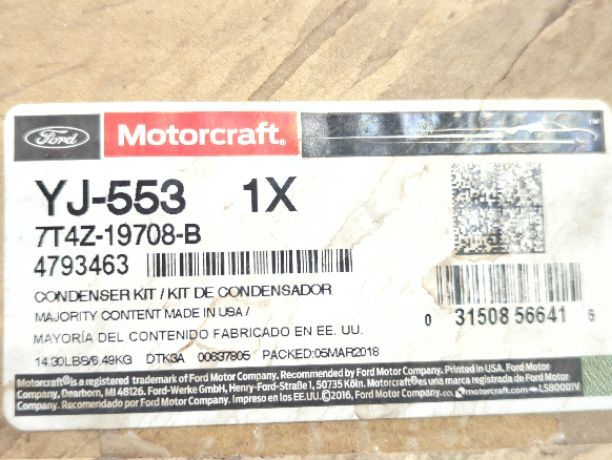 Ford Motorcraft®
YJ-553 1X
7T4Z-19708-B
4793463
CONDENSER KIT / KIT DE CONDENSADOR
MAJORITY CONTENT MADE IN USA /
MAYORÍA DEL CONTENIDO FABRICADO EN EE. UU.
0 31508 56641 5
14.30LBS/6.49KG DTK3A 00637805 PACKED:05MAR2018
Motorcraft® is a registered trademark of Ford Motor Company. Recommended by Ford Motor Company. Printed in USA. Ford Motor
Company, Dearborn, MI 48126. Ford-Werke GmbH, Henry-Ford-Straße 1, 50735 Köln. Motorcraft® es una marca registrada de Ford Motor
Company. Recomendado por Ford Motor Company. Impreso en los EE.UU. ©2016, Ford Motor Company. motorcraft.com LSB0001V